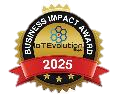 BUSINESS IMPACT AWARD
IoTEvolution
2025